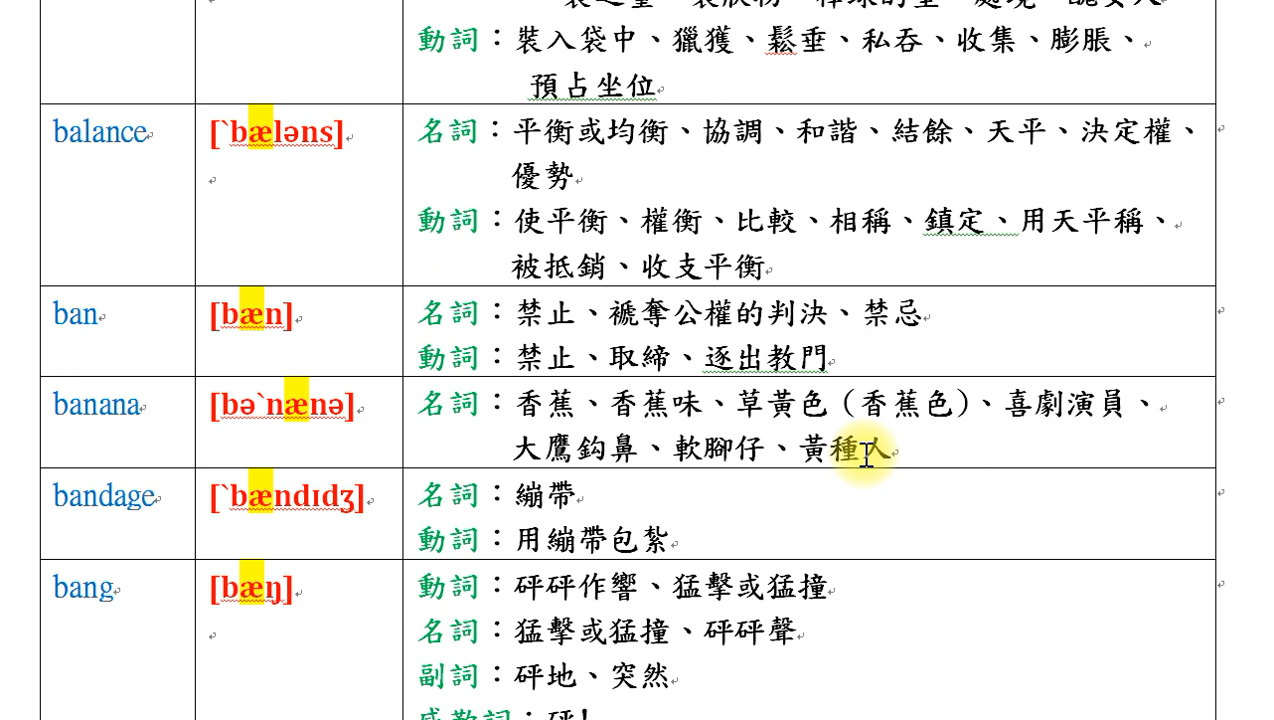 動詞：裝入袋中、獵獲、鬆垂、私吞、收集、膨脹、
預占坐位
balance [ˋbæləns] 名詞：平衡或均衡、協調、和諧、結餘、天平、決定權、
優勢
動詞：使平衡、權衡、比較、相稱、鎮定、用天平稱、
被抵銷、收支平衡
ban [bæn] 名詞：禁止、褫奪公權的判決、禁忌
動詞：禁止、取締、逐出教門
banana [bəˋnænə] 名詞：香蕉、香蕉味、草黃色（香蕉色）、喜劇演員、
大鷹鈎鼻、軟腳仔、黃種人
bandage [ˋbændɪdʒ] 名詞：繃帶
動詞：用繃帶包紮
bang [bæŋ] 動詞：砰砰作響、猛擊或猛撞
名詞：猛擊或猛撞、砰砰聲
副詞：砰地、突然